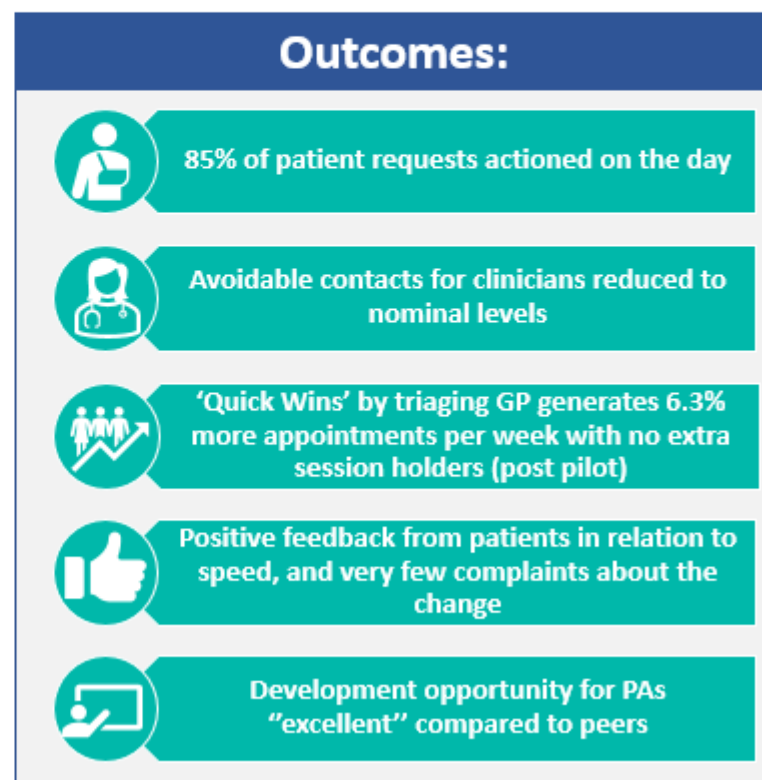 Outcomes:
85% of patient requests actioned on the day
Avoidable contacts for clinicians reduced to
nominal levels
‘Quick Wins’ by triaging GP generates 6.3%
more appointments per week with no extra
session holders (post pilot)
Positive feedback from patients in relation to
speed, and very few complaints about the
change
Development opportunity for PAs
‘’excellent’’ compared to peers